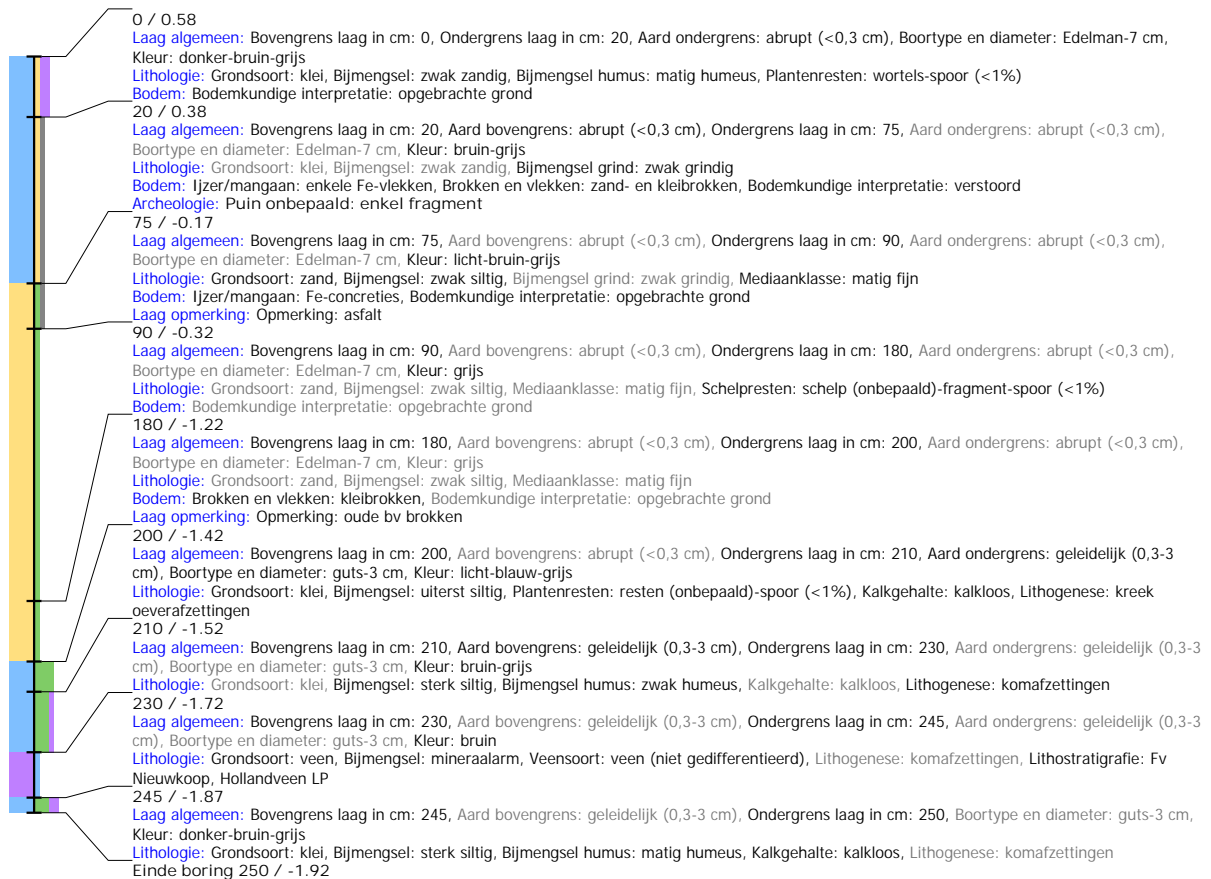 0 / 0.58
Laag algemeen: Bovengrens laag in cm: 0, Ondergrens laag in cm: 20, Aard ondergrens: abrupt (<0,3 cm), Boortype en diameter: Edelman-7 cm,
Kleur: donker-bruin-grijs
Lithologie: Grondsoort: klei, Bijmengsel: zwak zandig, Bijmengsel humus: matig humeus, Plantenresten: wortels-spoor (<1%)
Bodem: Bodemkundige interpretatie: opgebrachte grond
20 / 0.38
Laag algemeen: Bovengrens laag in cm: 20, Aard bovengrens: abrupt (<0,3 cm), Ondergrens laag in cm: 75, Aard ondergrens: abrupt (<0,3 cm),
Boortype en diameter: Edelman-7 cm, Kleur: bruin-grijs
Lithologie: Grondsoort: klei, Bijmengsel: zwak zandig, Bijmengsel grind: zwak grindig
Bodem: Ijzer/mangaan: enkele Fe-vlekken, Brokken en vlekken: zand- en kleibrokken, Bodemkundige interpretatie: verstoord
Archeologie: Puin onbepaald: enkel fragment
75 / -0.17
Laag algemeen: Bovengrens laag in cm: 75, Aard bovengrens: abrupt (<0,3 cm), Ondergrens laag in cm: 90, Aard ondergrens: abrupt (<0,3 cm),
Boortype en diameter: Edelman-7 cm, Kleur: licht-bruin-grijs
Lithologie: Grondsoort: zand, Bijmengsel: zwak siltig, Bijmengsel grind: zwak grindig, Mediaanklasse: matig fijn
Bodem: Ijzer/mangaan: Fe-concreties, Bodemkundige interpretatie: opgebrachte grond
Laag opmerking: Opmerking: asfalt
90 / -0.32
Laag algemeen: Bovengrens laag in cm: 90, Aard bovengrens: abrupt (<0,3 cm), Ondergrens laag in cm: 180, Aard ondergrens: abrupt (<0,3 cm),
Boortype en diameter: Edelman-7 cm, Kleur: grijs
Lithologie: Grondsoort: zand, Bijmengsel: zwak siltig, Mediaanklasse: matig fijn, Schelpresten: schelp (onbepaald)-fragment-spoor (<1%)
Bodem: Bodemkundige interpretatie: opgebrachte grond
180 / -1.22
Laag algemeen: Bovengrens laag in cm: 180, Aard bovengrens: abrupt (<0,3 cm), Ondergrens laag in cm: 200, Aard ondergrens: abrupt (<0,3 cm),
Boortype en diameter: Edelman-7 cm, Kleur: grijs
Lithologie: Grondsoort: zand, Bijmengsel: zwak siltig, Mediaanklasse: matig fijn
Bodem: Brokken en vlekken: kleibrokken, Bodemkundige interpretatie: opgebrachte grond
Laag opmerking: Opmerking: oude bv brokken
200 / -1.42
Laag algemeen: Bovengrens laag in cm: 200, Aard bovengrens: abrupt (<0,3 cm), Ondergrens laag in cm: 210, Aard ondergrens: geleidelijk (0,3-3
cm), Boortype en diameter: guts-3 cm, Kleur: licht-blauw-grijs
Lithologie: Grondsoort: klei, Bijmengsel: uiterst siltig, Plantenresten: resten (onbepaald)-spoor (<1%), Kalkgehalte: kalkloos, Lithogenese: kreek
oeverafzettingen
210 / -1.52
Laag algemeen: Bovengrens laag in cm: 210, Aard bovengrens: geleidelijk (0,3-3 cm), Ondergrens laag in cm: 230, Aard ondergrens: geleidelijk (0,3-3
cm), Boortype en diameter: guts-3 cm, Kleur: bruin-grijs
Lithologie: Grondsoort: klei, Bijmengsel: sterk siltig, Bijmengsel humus: zwak humeus, Kalkgehalte: kalkloos, Lithogenese: komafzettingen
230 / -1.72
Laag algemeen: Bovengrens laag in cm: 230, Aard bovengrens: geleidelijk (0,3-3 cm), Ondergrens laag in cm: 245, Aard ondergrens: geleidelijk (0,3-3
cm), Boortype en diameter: guts-3 cm, Kleur: bruin
Lithologie: Grondsoort: veen, Bijmengsel: mineraalarm, Veensoort: veen (niet gedifferentieerd), Lithogenese: komafzettingen, Lithostratigrafie: Fv
Nieuwkoop, Hollandveen LP
245 / -1.87
Laag algemeen: Bovengrens laag in cm: 245, Aard bovengrens: geleidelijk (0,3-3 cm), Ondergrens laag in cm: 250, Boortype en diameter: guts-3 cm,
Kleur: donker-bruin-grijs
Lithologie: Grondsoort: klei, Bijmengsel: sterk siltig, Bijmengsel humus: matig humeus, Kalkgehalte: kalkloos, Lithogenese: komafzettingen
Einde boring 250 / -1.92